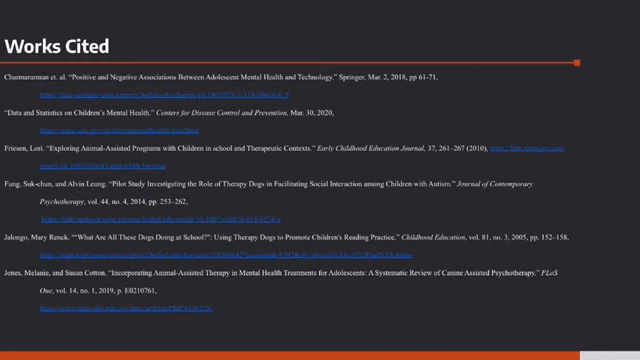 Works Cited
Charmararman et. al. “Positive and Negative Associations Between Adolescent Mental Health and Technology.” Springer, Mar. 2, 2018, pp 61-71,
“Data and Statistics on Children’s Mental Health.” Centers for Disease Control and Prevention, Mar. 30, 2020,
Friesen, Lori. “Exploring Animal-Assisted Programs with Children in school and Therapeutic Contexts.” Early Childhood Education Journal, 37, 261–267 (2010),
Fung, Suk-chun, and Alvin Leung. “Pilot Study Investigating the Role of Therapy Dogs in Facilitating Social Interaction among Children with Autism.” Journal of Contemporary
Psychotherapy, vol. 44, no. 4, 2014, pp. 253–262,
Jalongo, Mary Renck. “‘What Are All These Dogs Doing at School?’: Using Therapy Dogs to Promote Children’s Reading Practice.” Childhood Education, vol. 81, no. 3, 2005, pp. 152–158,
Jones, Melanie, and Susan Cotton. “Incorporating Animal-Assisted Therapy in Mental Health Treatments for Adolescents: A Systematic Review of Canine Assisted Psychotherapy.” PLoS
One, vol. 14, no. 1, 2019, p. E0210761,